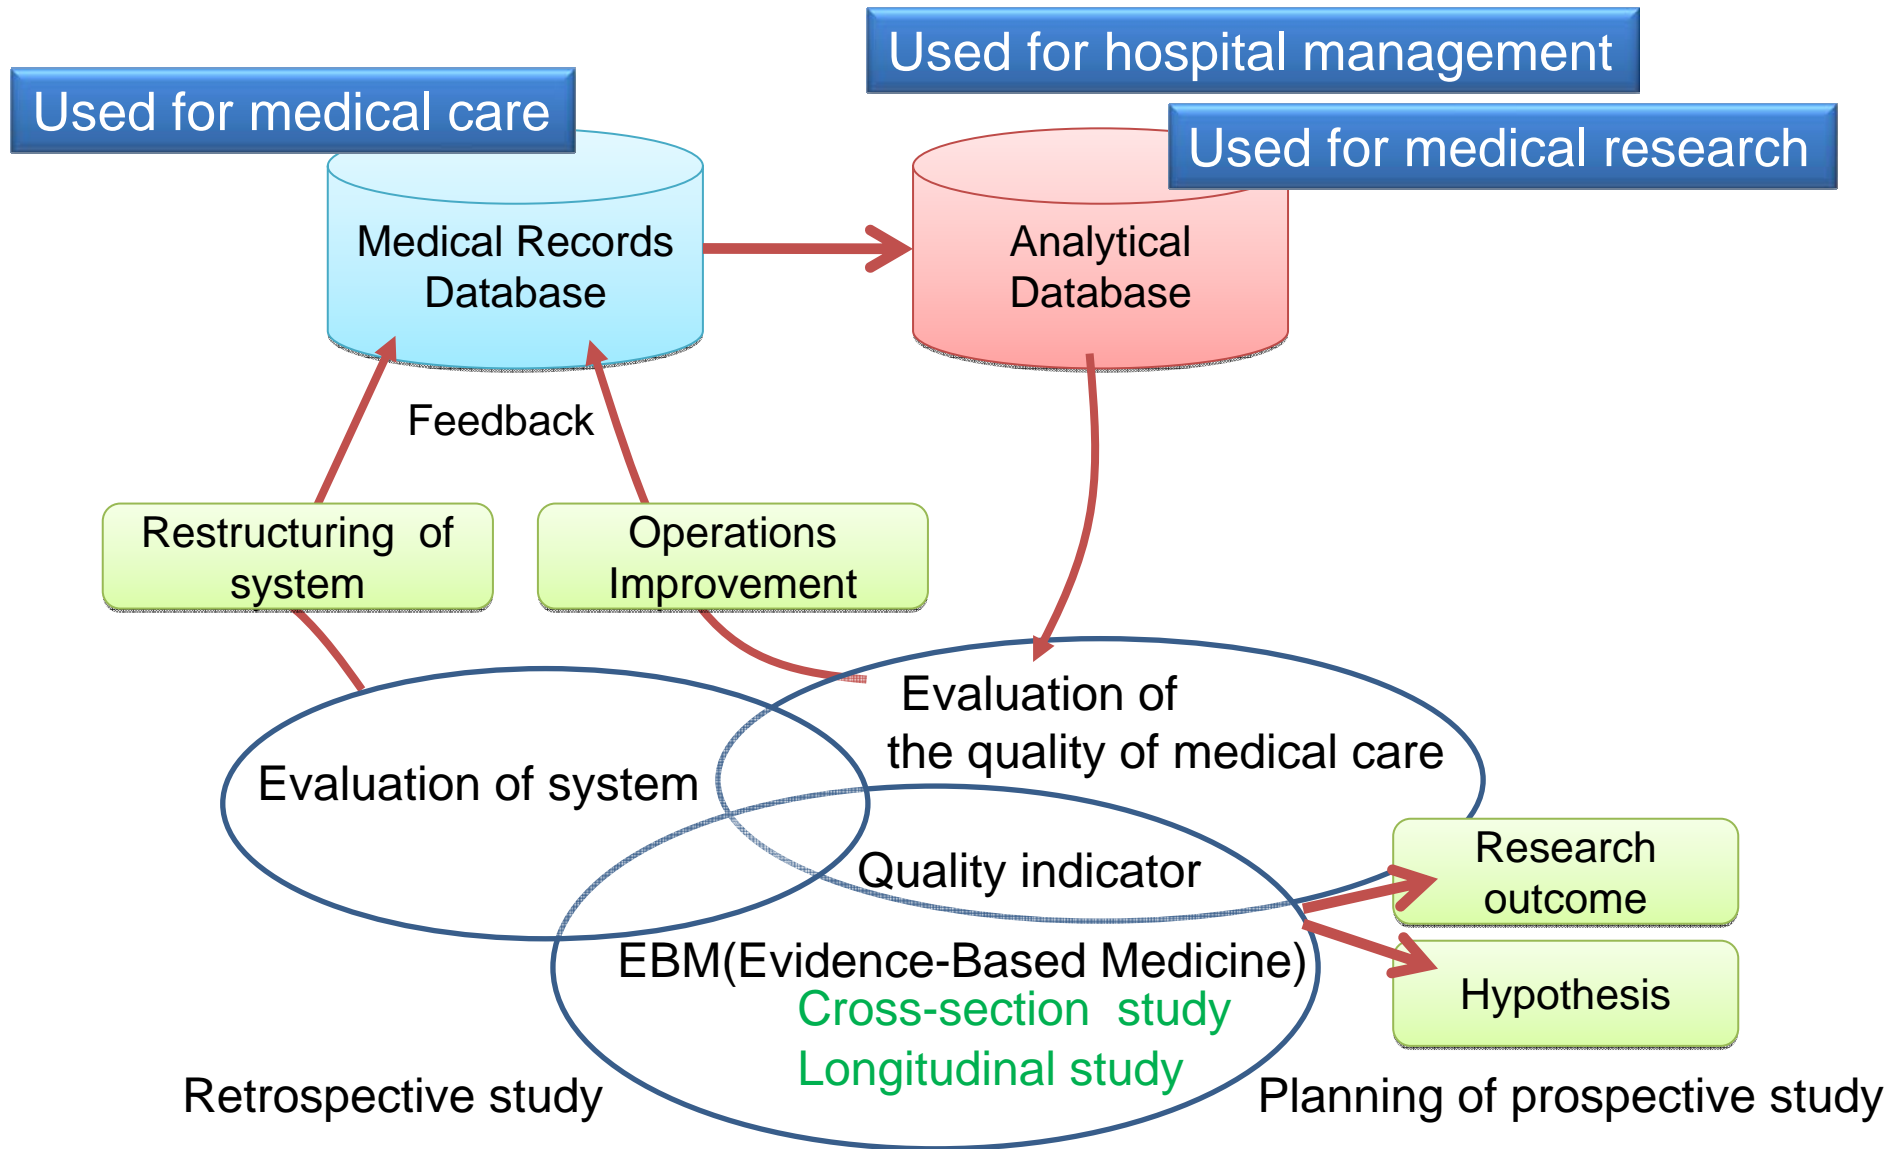 Used for hospital management
Used for medical care
Used for medical research
Medical Records
Database
Analytical
Database
Feedback
Restructuring of
system
Operations
Improvement
Evaluation of
the quality of medical care
Evaluation of system
Quality indicator
Research
outcome
EBM(Evidence-Based Medicine)
Cross-section study
Longitudinal study
Hypothesis
Retrospective study
Planning of prospective study